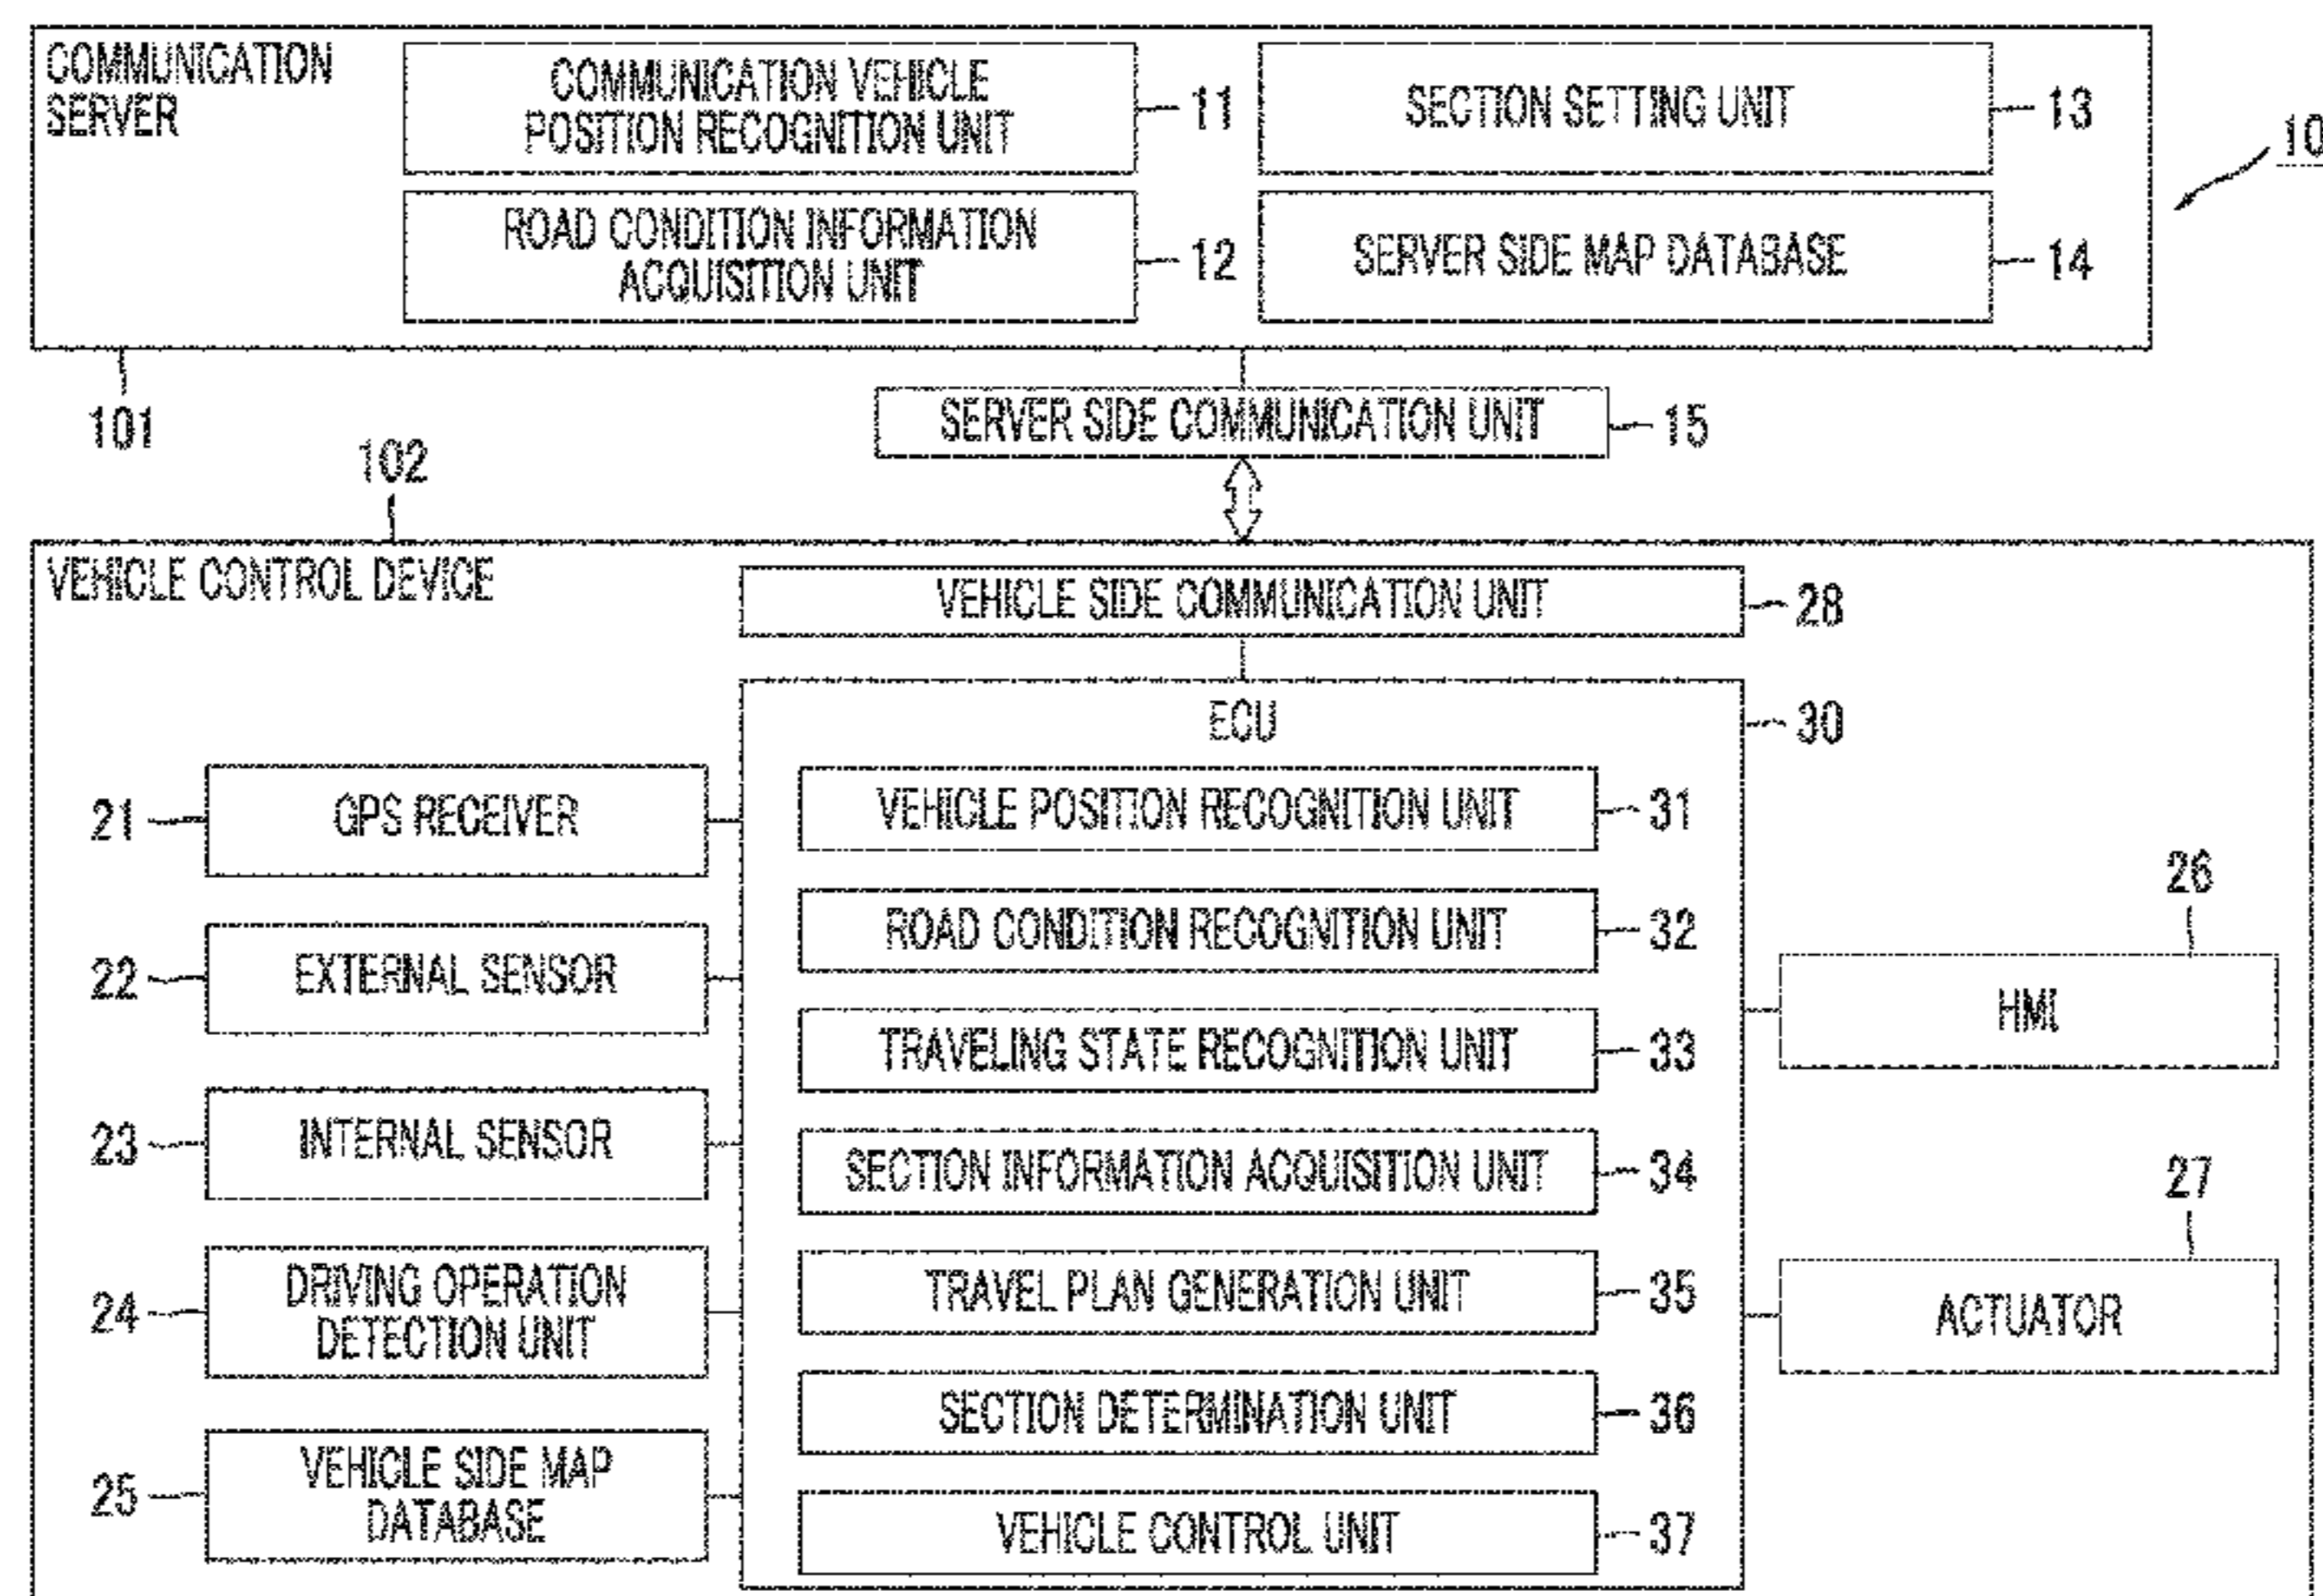 COMMUNICATION
SERVER
COMMUNICATION VEHICLE
POSITION RECOGNITION UNIT
11
SECTION SETTING UNIT
13
10
ROAD CONDITION INFORMATION
ACQUISITION UNIT
12
SERVER SIDE MAP DATABASE
14
101
SERVER SIDE COMMUNICATION UNIT
15
102
VEHICLE CONTROL DEVICE
VEHICLE SIDE COMMUNICATION UNIT
28
ECU
30
21
GPS RECEIVER
VEHICLE POSITION RECOGNITION UNIT
31
22
EXTERNAL SENSOR
ROAD CONDITION RECOGNITION UNIT
32
26
HMI
23
INTERNAL SENSOR
TRAVELING STATE RECOGNITION UNIT
33
SECTION INFORMATION ACQUISITION UNIT
34
27
24
DRIVING OPERATION
DETECTION UNIT
TRAVEL PLAN GENERATION UNIT
35
ACTUATOR
SECTION DETERMINATION UNIT
36
25
VEHICLE SIDE MAP
DATABASE
VEHICLE CONTROL UNIT
37